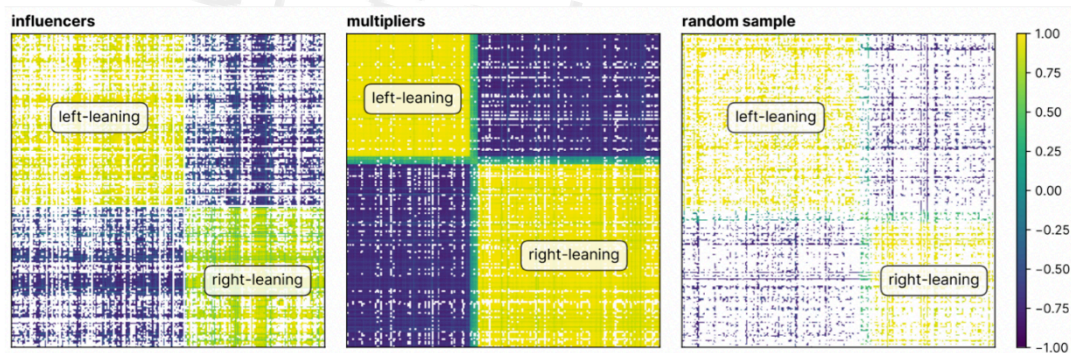 influencers
multipliers
random sample
left-leaning
left-leaning
left-leaning
right-leaning
right-leaning
right-leaning
1.00
0.75
0.50
0.25
0.00
−0.25
−0.50
−0.75
−1.00